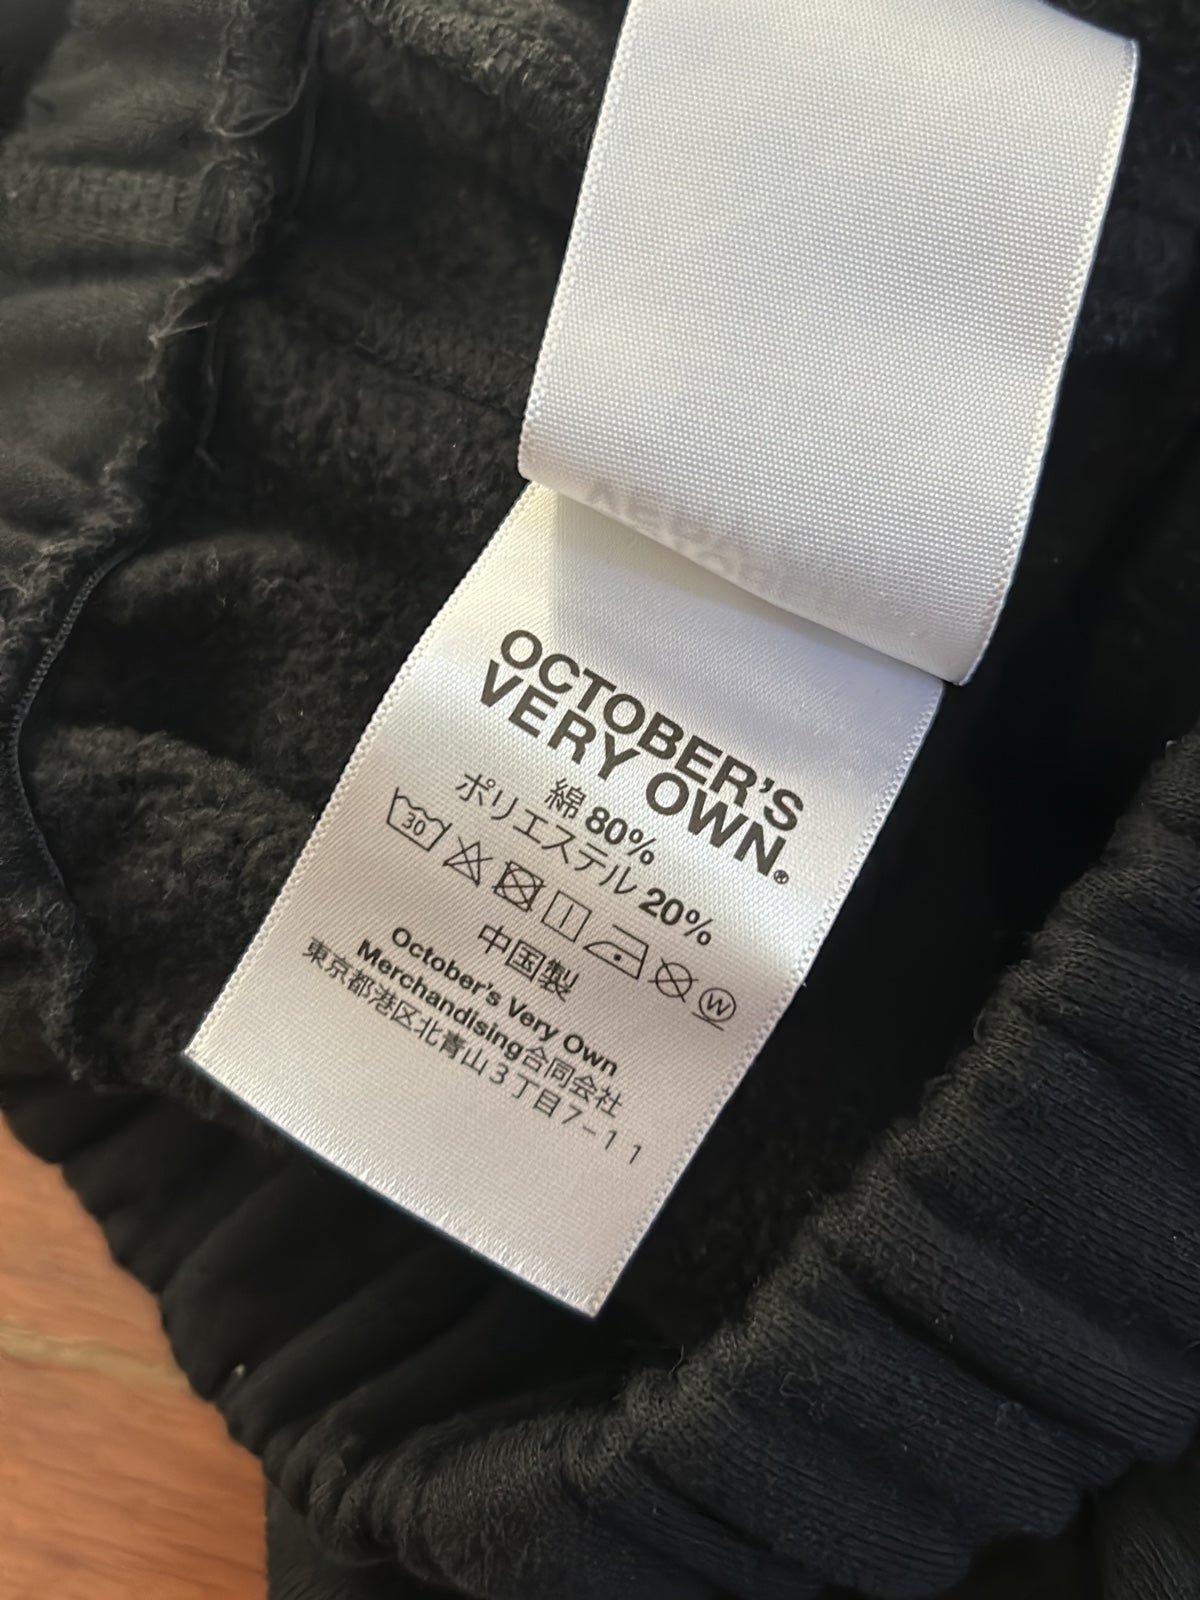 OCTOBER'S
VERY OWN®
綿 80%
ポリエステル 20%
30
W
中国製
October's Very Own
Merchandising合同会社
東京都港区北青山3丁目7-11